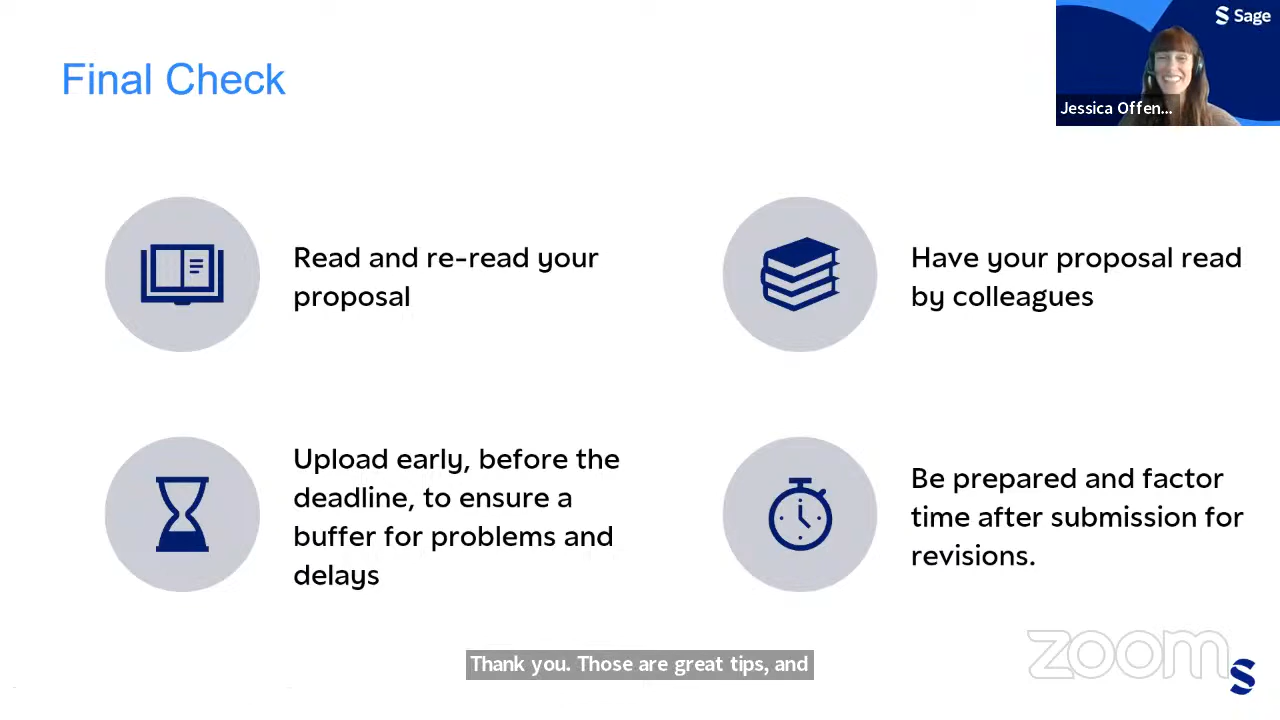 Sage
Final Check
Jessica Offen...
Read and re-read your
proposal
Have your proposal read
by colleagues
Upload early, before the
deadline, to ensure a
buffer for problems and
delays
Be prepared and factor
time after submission for
revisions.
zoom
Thank you. Those are great tips, and